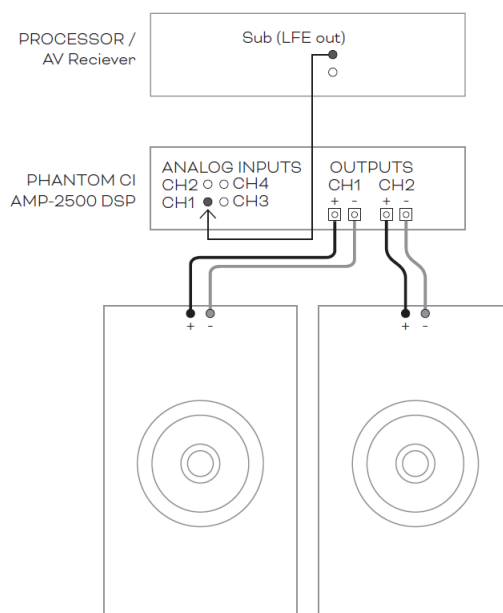 PROCESSOR /
AV Reciever
Sub (LFE out)
PHANTOM CI
AMP-2500 DSP
ANALOG INPUTS
CH2 CH4
CH1 CH3
OUTPUTS
CH1 CH2
+ - + -
+ - + -